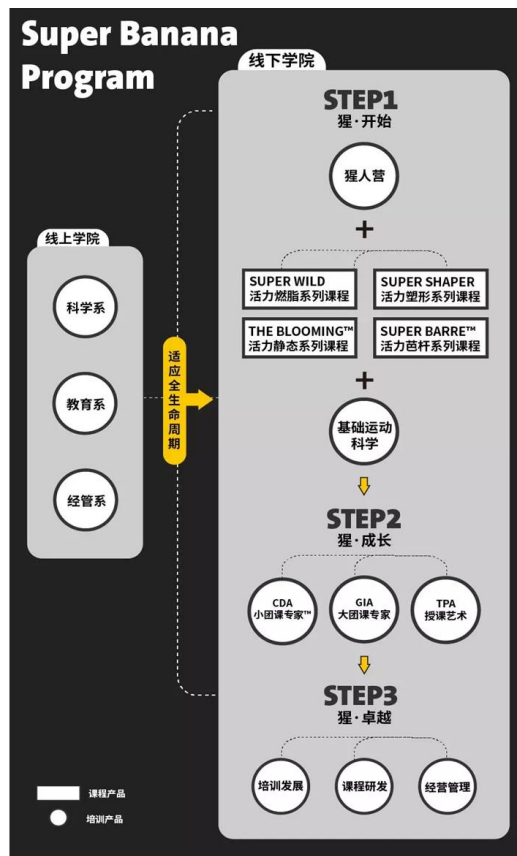 Super Banana
Program
线下学院
STEP1
猩·开始
猩人营
+
SUPER WILD
活力燃脂系列课程
SUPER SHAPER
活力塑形系列课程
THE BLOOMING™
活力静态系列课程
SUPER BARRE™
活力芭杆系列课程
+
基础运动
科学
线上学院
科学系
教育系
经管系
适应全生命周期
STEP2
猩·成长
CDA
小团课专家™
GIA
大团课专家
TPA
授课艺术
STEP3
猩·卓越
培训发展
课程研发
经营管理
课程产品
培训产品